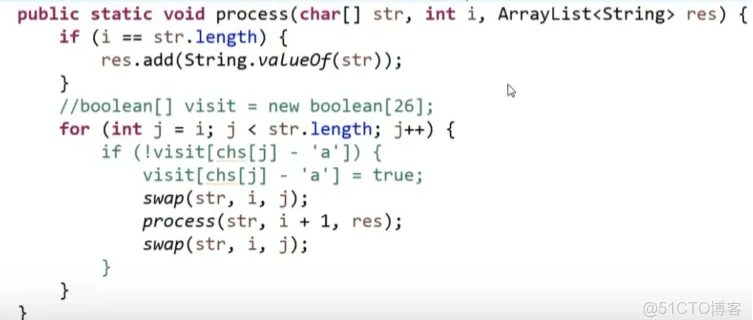 public static void process(char[] str, int i, ArrayList<String> res) {
    if (i == str.length) {
        res.add(String.valueOf(str));
    }
    //boolean[] visit = new boolean[26];
    for (int j = i; j < str.length; j++) {
        if (!visit[chs[j] - 'a']) {
            visit[chs[j] - 'a'] = true;
            swap(str, i, j);
            process(str, i + 1, res);
            swap(str, i, j);
        }
    }
}
@51CTO博客